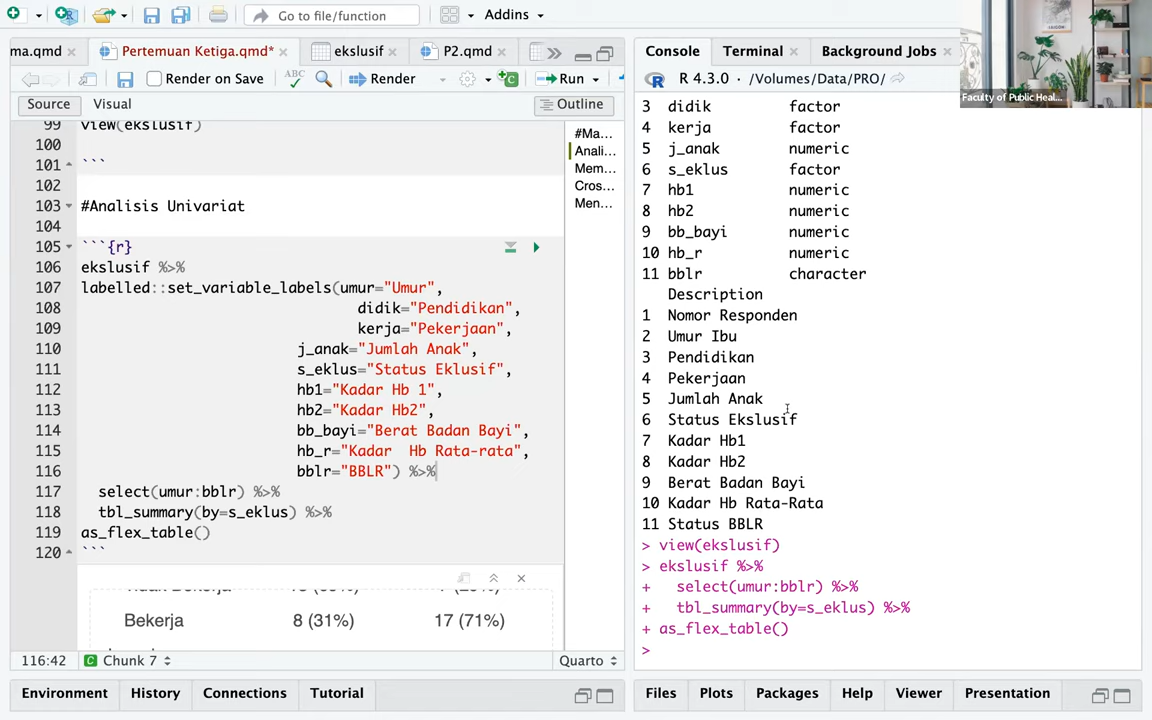 Go to file/function
Addins
ma.qmd
Pertemuan Ketiga.qmd*
ekslusif
P2.qmd
Render on Save
ABC
Render
Run
Source
Visual
Outline
99 view(ekslusif)
100
101 ```
102
103 #Analisis Univariat
104
105 ```{r}
106 ekslusif %>%
107 labelled::set_variable_labels(umur="Umur",
108 didik="Pendidikan",
109 kerja="Pekerjaan",
110 j_anak="Jumlah Anak",
111 s_eklus="Status Eklusif",
112 hb1="Kadar Hb 1",
113 hb2="Kadar Hb2",
114 bb_bayi="Berat Badan Bayi",
115 hb_r="Kadar  Hb Rata-rata",
116 bblr="BBLR") %>%
117 select(umur:bblr) %>%
118 tbl_summary(by=s_eklus) %>%
119 as_flex_table()
120 ```
#Ma...
Anali...
Mem...
Cros...
Men...
Bekerja 8 (31%) 17 (71%)
116:42
Chunk 7
Quarto
Environment
History
Connections
Tutorial
Console
Terminal
Background Jobs
R 4.3.0 · /Volumes/Data/PRO/
Faculty of Public Heal...
3 didik factor
4 kerja factor
5 j_anak numeric
6 s_eklus factor
7 hb1 numeric
8 hb2 numeric
9 bb_bayi numeric
10 hb_r numeric
11 bblr character
Description
1 Nomor Responden
2 Umur Ibu
3 Pendidikan
4 Pekerjaan
5 Jumlah Anak
6 Status Ekslusif
7 Kadar Hb1
8 Kadar Hb2
9 Berat Badan Bayi
10 Kadar Hb Rata-Rata
11 Status BBLR
> view(ekslusif)
> ekslusif %>%
+ select(umur:bblr) %>%
+ tbl_summary(by=s_eklus) %>%
+ as_flex_table()
>
Files
Plots
Packages
Help
Viewer
Presentation